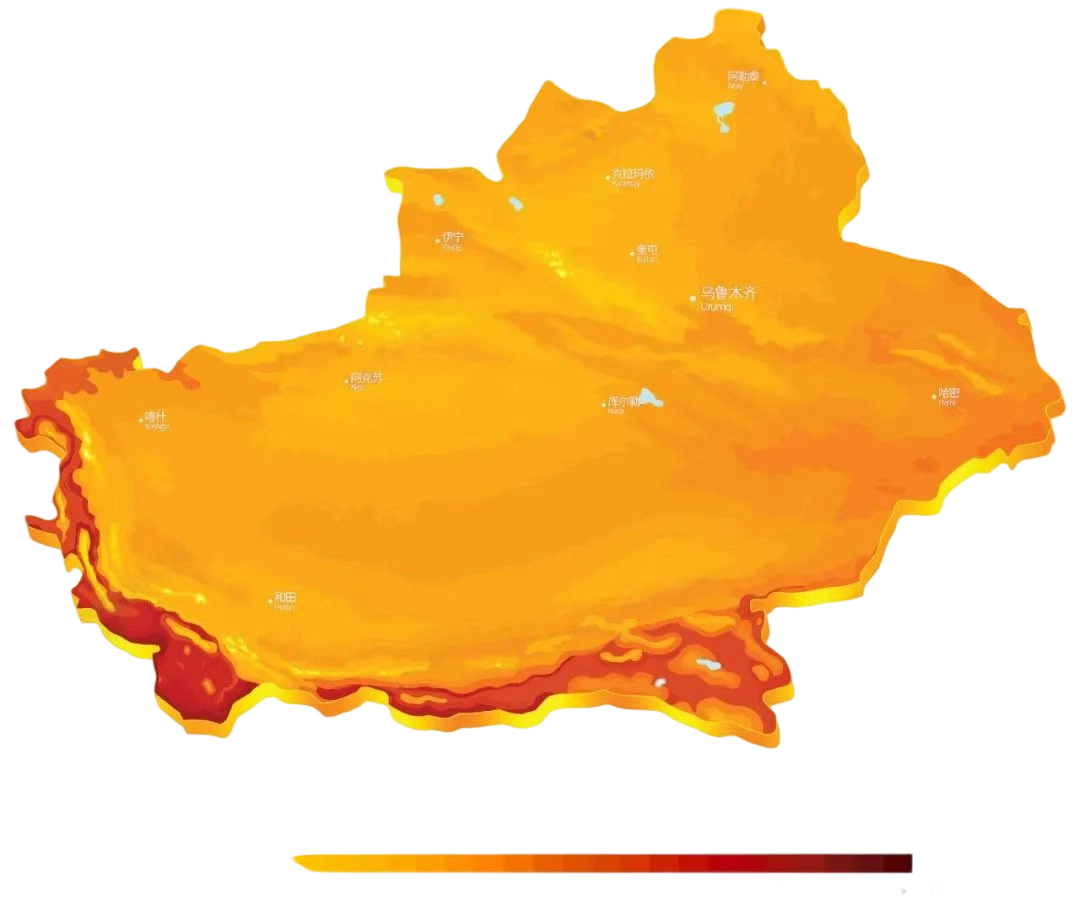 阿勒泰
Altay
克拉玛依
Karamay
伊宁
Yining
奎屯
Kuitun
乌鲁木齐
Urumqi
阿克苏
Aksu
库尔勒
Korla
哈密
Hami
喀什
Kashgar
和田
Hotan
>